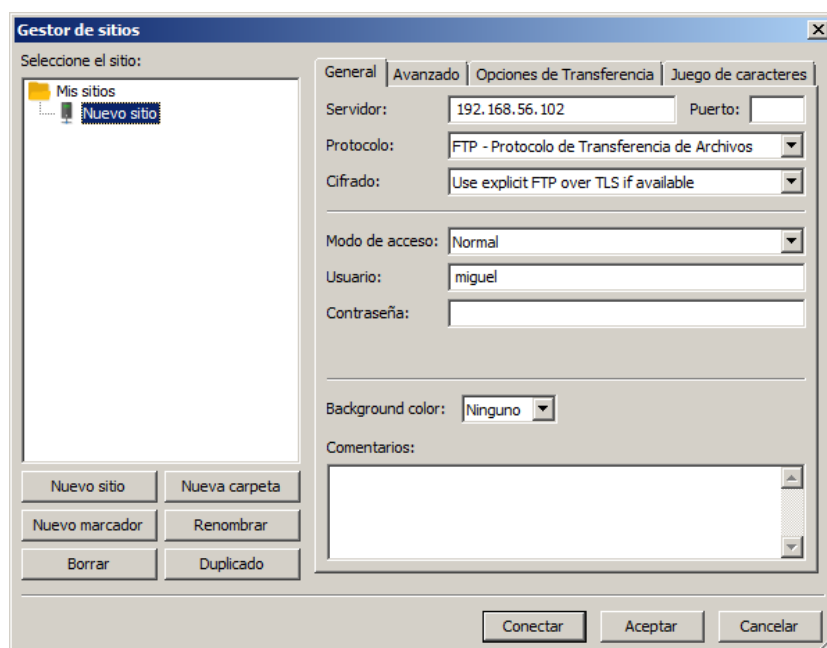 Gestor de sitios
Seleccione el sitio:
Mis sitios
Nuevo sitio
Nuevo sitio
Nueva carpeta
Nuevo marcador
Renombrar
Borrar
Duplicado
General
Avanzado
Opciones de Transferencia
Juego de caracteres
Servidor:
192.168.56.102
Puerto:
Protocolo:
FTP - Protocolo de Transferencia de Archivos
Cifrado:
Use explicit FTP over TLS if available
Modo de acceso:
Normal
Usuario:
miguel
Contraseña:
Background color:
Ninguno
Comentarios:
Conectar
Aceptar
Cancelar